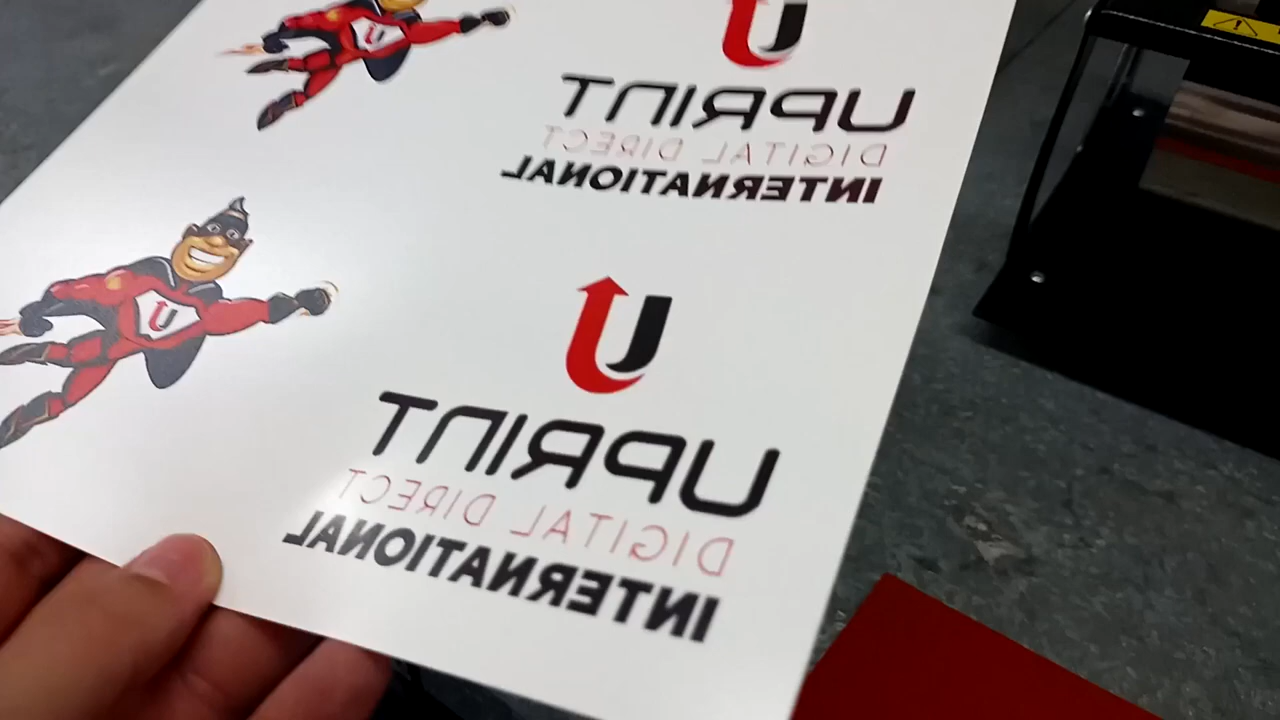 UPRINT
DIGITAL DIRECT
INTERNATIONAL
U
UPRINT
DIGITAL DIRECT
INTERNATIONAL